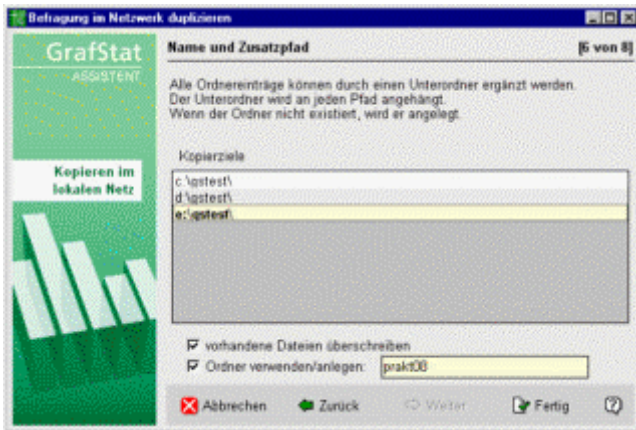 Befragung im Netzwerk duplizieren
GrafStat
ASSISTENT
Kopieren im
lokalen Netz
Name und Zusatzpfad
[6 von 8]
Alle Ordnereinträge können durch einen Unterordner ergänzt werden.
Der Unterordner wird an jeden Pfad angehängt.
Wenn der Ordner nicht existiert, wird er angelegt.
Kopierziele
c:\gstest\
d:\gstest\
e:\gstest\
vorhandene Dateien überschreiben
Ordner verwenden/anlegen: prakt08
Abbrechen Zurück Weiter Fertig